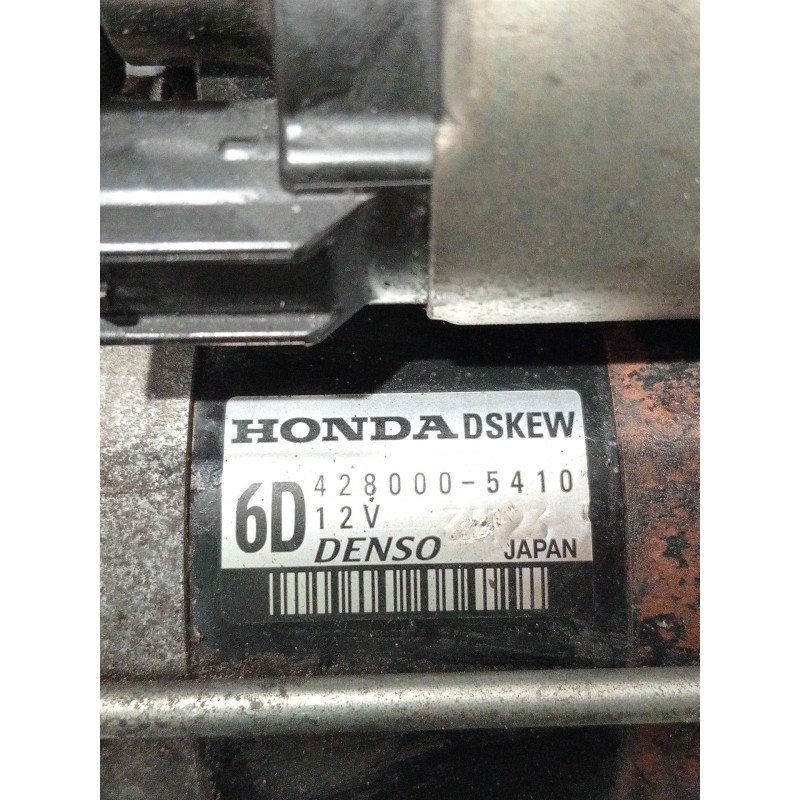 HONDA DSKEW
6D 428000-5410
12V
DENSO JAPAN